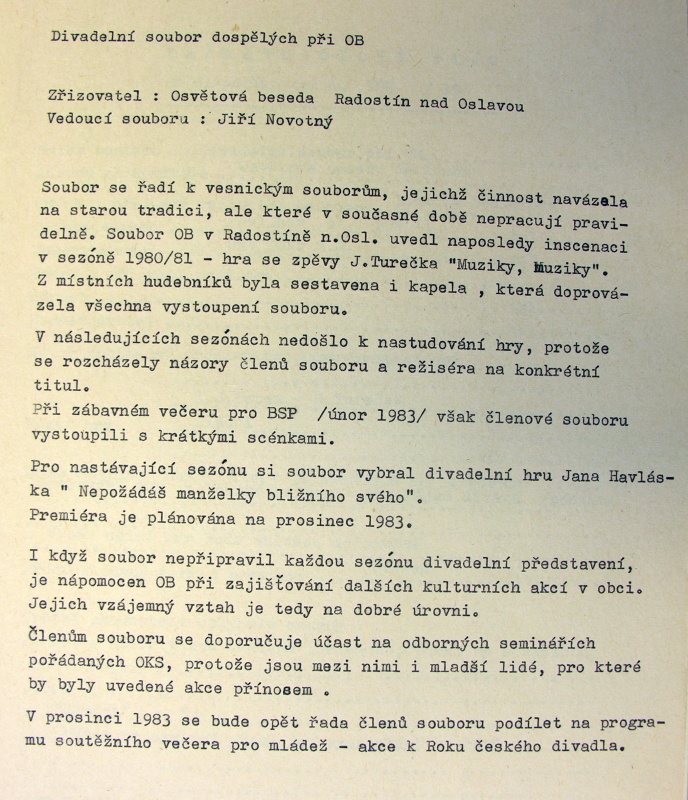 Divadelní soubor dospělých při OB
Zřizovatel : Osvětová beseda Radostín nad Oslavou
Vedoucí souboru : Jiří Novotný
Soubor se řadí k vesnickým souborům, jejichž činnost navázala
na starou tradici, ale které v současné době nepracují pravi-
delně. Soubor OB v Radostíně n.Osl. uvedl naposledy inscenaci
v sezóně 1980/81 - hra se zpěvy J.Turečka "Muziky, Muziky".
Z místních hudebníků byla sestavena i kapela , která doprová-
zela všechna vystoupení souboru.
V následujících sezónách nedošlo k nastudování hry, protože
se rozcházely názory členů souboru a režiséra na konkrétní
titul.
Při zábavném večeru pro BSP /únor 1983/ však členové souboru
vystoupili s krátkými scénkami.
Pro nastávající sezónu si soubor vybral divadelní hru Jana Havlás-
ka " Nepožádáš manželky bližního svého".
Premiéra je plánována na prosinec 1983.
I když soubor nepřipravil každou sezónu divadelní představení,
je nápomocen OB při zajišťování dalších kulturních akcí v obci.
Jejich vzájemný vztah je tedy na dobré úrovni.
Členům souboru se doporučuje účast na odborných seminářích
pořádaných OKS, protože jsou mezi nimi i mladší lidé, pro které
by byly uvedené akce přínosem .
V prosinci 1983 se bude opět řada členů souboru podílet na progra-
mu soutěžního večera pro mládež - akce k Roku českého divadla.